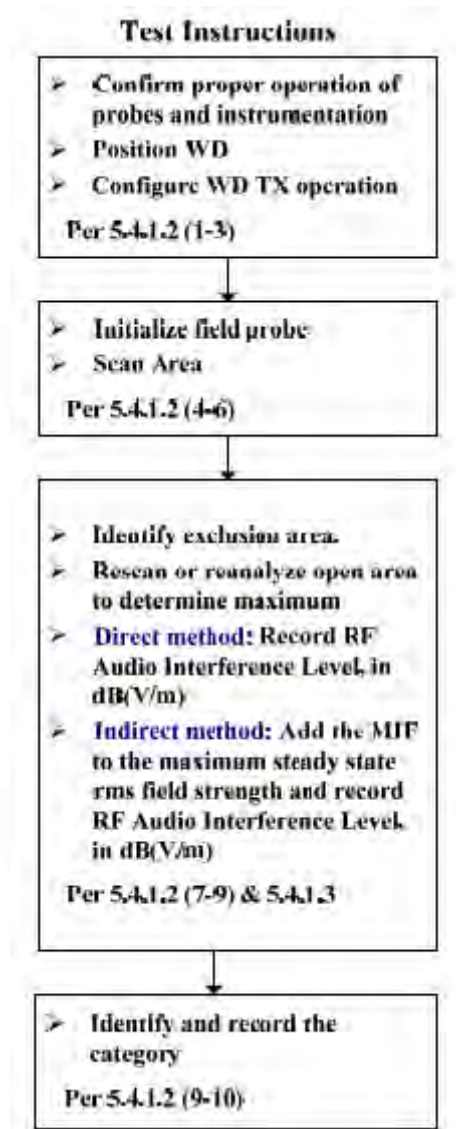 Test Instructions
➢ Confirm proper operation of
probes and instrumentation
➢ Position WD
➢ Configure WD TX operation
Per 5.4.1.2 (1-3)
➢ Initialize field probe
➢ Scan Area
Per 5.4.1.2 (4-6)
➢ Identify exclusion area.
➢ Rescan or reanalyze open area
to determine maximum
➢ Direct method: Record RF
Audio Interference Level, in
dB(V/m)
➢ Indirect method: Add the MIF
to the maximum steady state
rms field strength and record
RF Audio Interference Level,
in dB(V/m)
Per 5.4.1.2 (7-9) & 5.4.1.3
➢ Identify and record the
category
Per 5.4.1.2 (9-10)